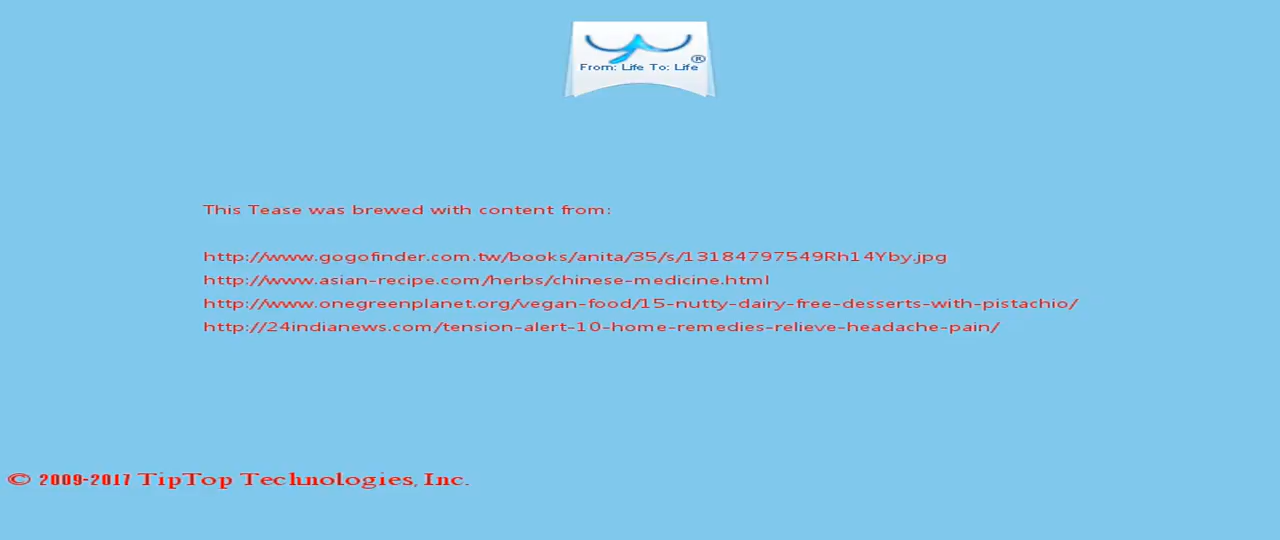 From: Life To: Life®
This Tease was brewed with content from:
http://www.gogofinder.com.tw/books/anita/35/s/13184797549Rh14Yby.jpg
http://www.asian-recipe.com/herbs/chinese-medicine.html
http://www.onegreenplanet.org/vegan-food/15-nutty-dairy-free-desserts-with-pistachio/
http://24indianews.com/tension-alert-10-home-remedies-relieve-headache-pain/
© 2009-2017 TipTop Technologies, Inc.